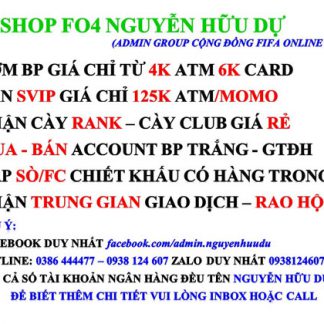 SHOP FO4 NGUYỄN HỮU DỰ
(ADMIN GROUP CỘNG ĐỒNG FIFA ONLINE
BP GIÁ CHỈ TỪ 4K ATM 6K CARD
SVIP GIÁ CHỈ 125K ATM/MOMO
CÀY RANK – CÀY CLUB GIÁ RẺ
- BÁN ACCOUNT BP TRẮNG - GTĐH
SÒ/FC CHIẾT KHẤU CÓ HÀNG TRONG
TRUNG GIAN GIAO DỊCH – RAO HỘ
Ý:
EBOOK DUY NHẤT facebook.com/admin.nguyenhuudu
LINE: 0386 444477 – 0938 124 607 ZALO DUY NHẤT 0938124607
CẢ SỐ TÀI KHOẢN NGÂN HÀNG ĐỀU TÊN NGUYỄN HỮU DỰ
ĐỂ BIẾT THÊM CHI TIẾT VUI LÒNG INBOX HOẶC CALL